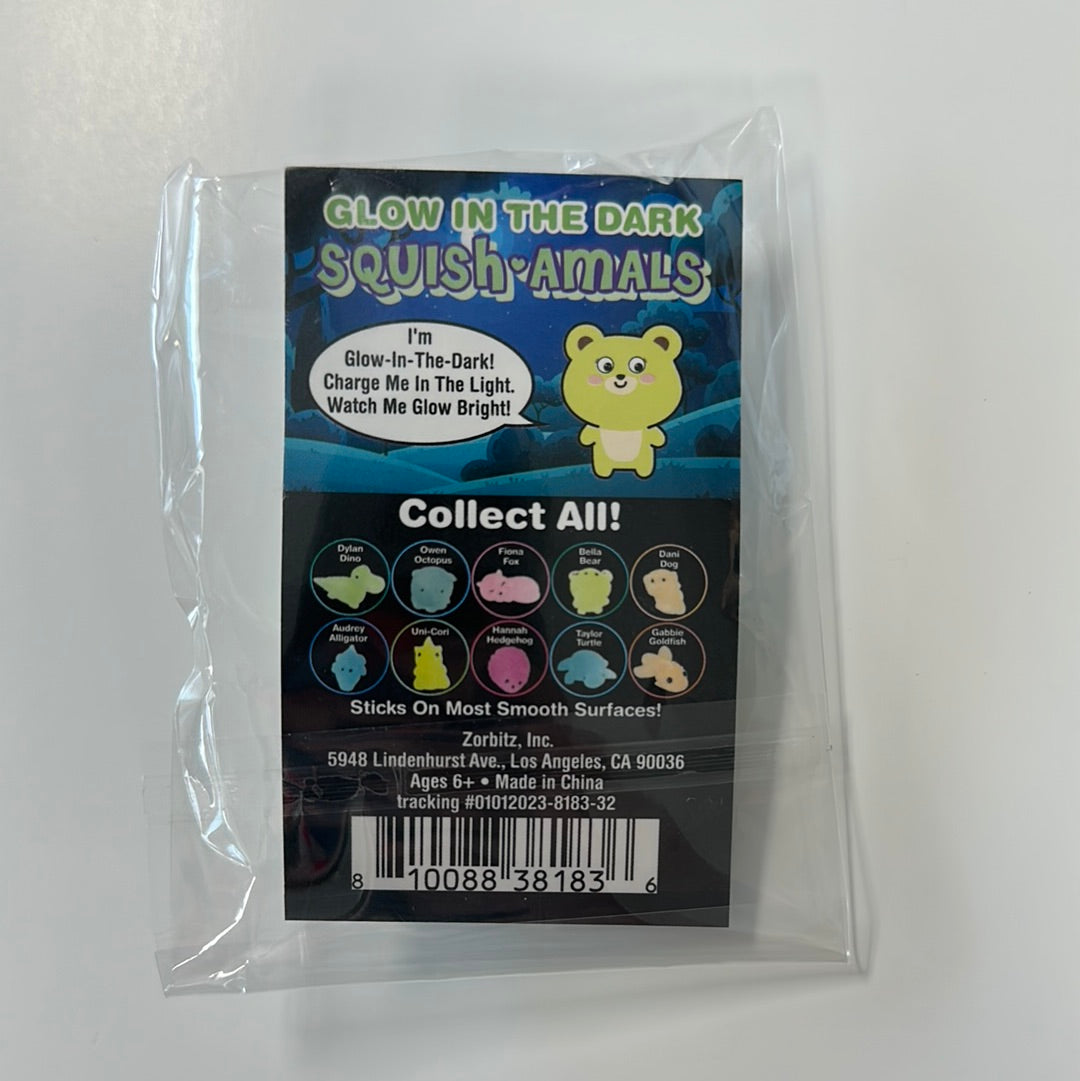 GLOW IN THE DARK
SQUISh•AmALS
I'm
Glow-In-The-Dark!
Charge Me In The Light.
Watch Me Glow Bright!
Collect All!
Dylan
Dino
Owen
Octopus
Fiona
Fox
Bella
Bear
Dani
Dog
Audrey
Alligator
Uni-Cori
Hannah
Hedgehog
Taylor
Turtle
Gabbie
Goldfish
Sticks On Most Smooth Surfaces!
Zorbitz, Inc.
5948 Lindenhurst Ave., Los Angeles, CA 90036
Ages 6+ • Made in China
tracking #01012023-8183-32
8 10088 38183 6